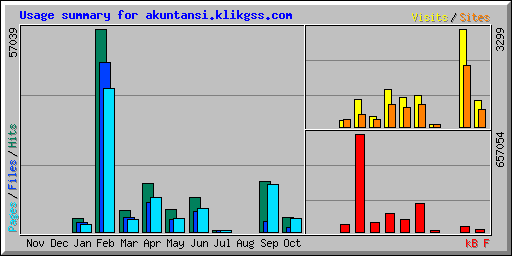 Usage summary for akuntansi.klikgss.com
Visits/Sites
57039
3299
Pages/Files/Hits
657054
Nov Dec Jan Feb Mar Apr May Jun Jul Aug Sep Oct
kB F